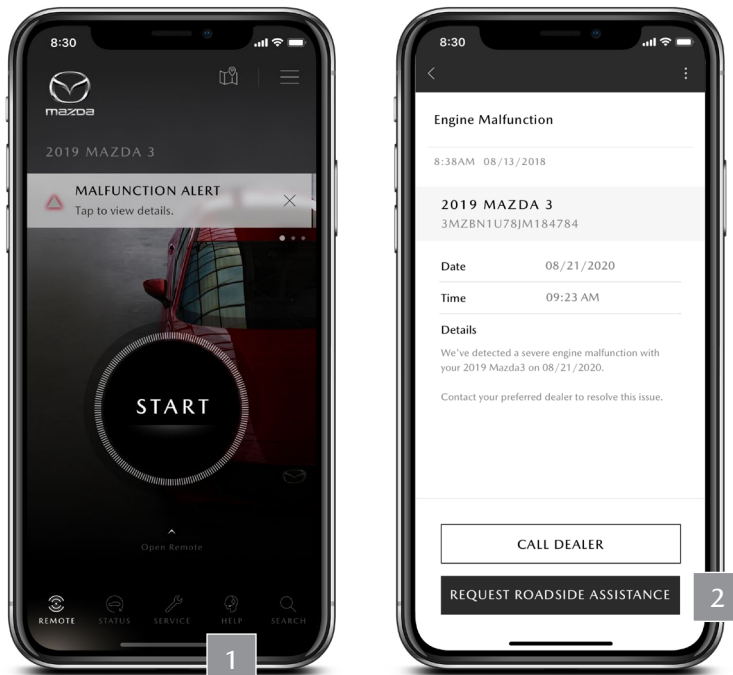 8:30
mazda
2019 MAZDA 3
MALFUNCTION ALERT
Tap to view details.
START
Open Remote
REMOTE STATUS SERVICE HELP SEARCH
1
8:30
Engine Malfunction
8:38AM 08/13/2018
2019 MAZDA 3
3MZBN1U78JM184784
Date 08/21/2020
Time 09:23 AM
Details
We've detected a severe engine malfunction with
your 2019 Mazda3 on 08/21/2020.
Contact your preferred dealer to resolve this issue.
CALL DEALER
REQUEST ROADSIDE ASSISTANCE
2